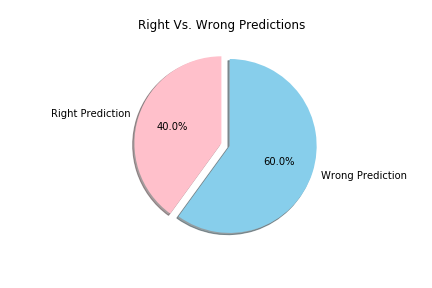 Right Vs. Wrong Predictions
Right Prediction
40.0%
60.0%
Wrong Prediction